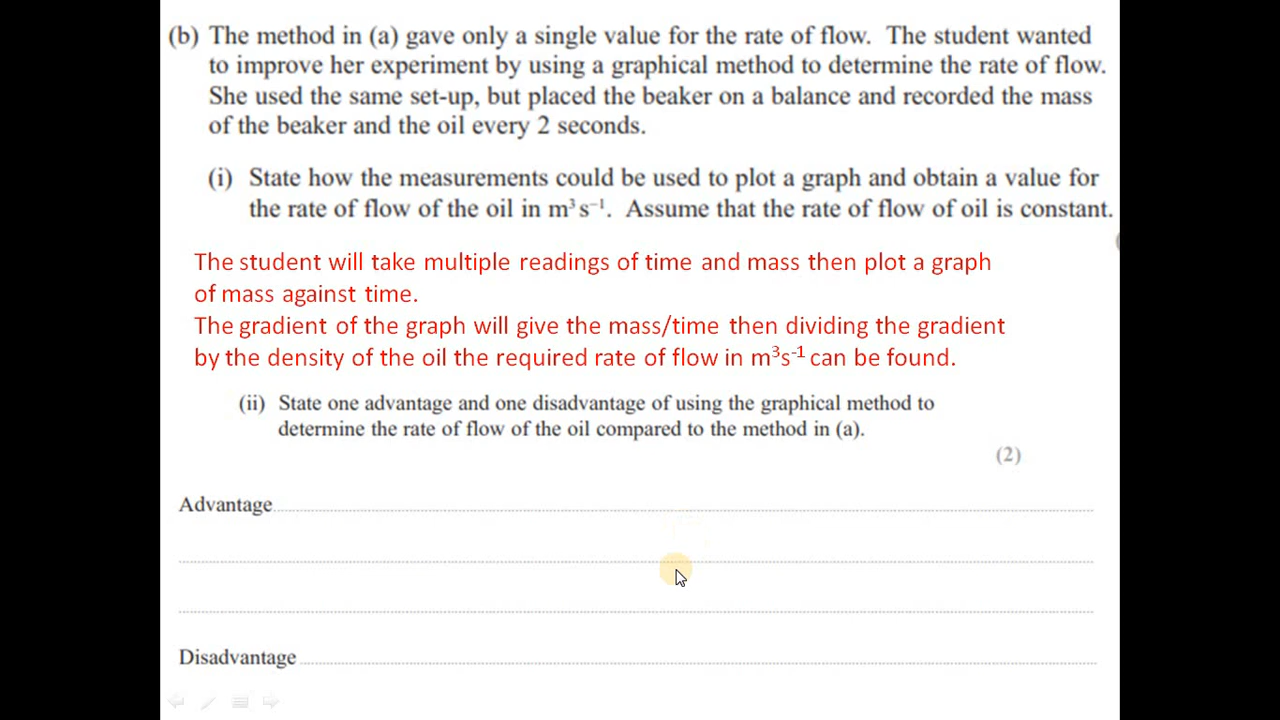 (b) The method in (a) gave only a single value for the rate of flow. The student wanted
to improve her experiment by using a graphical method to determine the rate of flow.
She used the same set-up, but placed the beaker on a balance and recorded the mass
of the beaker and the oil every 2 seconds.
(i) State how the measurements could be used to plot a graph and obtain a value for
the rate of flow of the oil in m³ s⁻¹. Assume that the rate of flow of oil is constant.
The student will take multiple readings of time and mass then plot a graph
of mass against time.
The gradient of the graph will give the mass/time then dividing the gradient
by the density of the oil the required rate of flow in m³s⁻¹ can be found.
(ii) State one advantage and one disadvantage of using the graphical method to
determine the rate of flow of the oil compared to the method in (a).
(2)
Advantage
Disadvantage